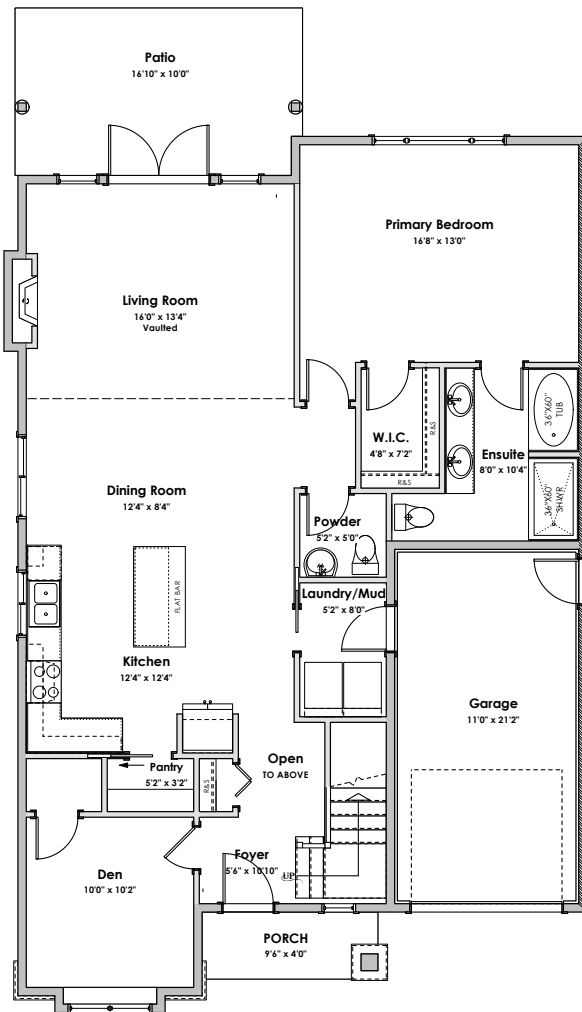 Patio
16'10" x 10'0"
Primary Bedroom
16'8" x 13'0"
Living Room
16'0" x 13'4"
Vaulted
W.I.C.
4'8" x 7'2"
R&S
R&S
Ensuite
8'0" x 10'4"
36"X60"
TUB
36"X60"
SHWR
Dining Room
12'4" x 8'4"
Powder
5'2" x 5'0"
FLAT BAR
Laundry/Mud
5'2" x 8'0"
Kitchen
12'4" x 12'4"
Garage
11'0" x 21'2"
Pantry
5'2" x 3'2"
R&S
Open
TO ABOVE
Den
10'0" x 10'2"
Foyer
5'6" x 10'10"
UP
PORCH
9'6" x 4'0"